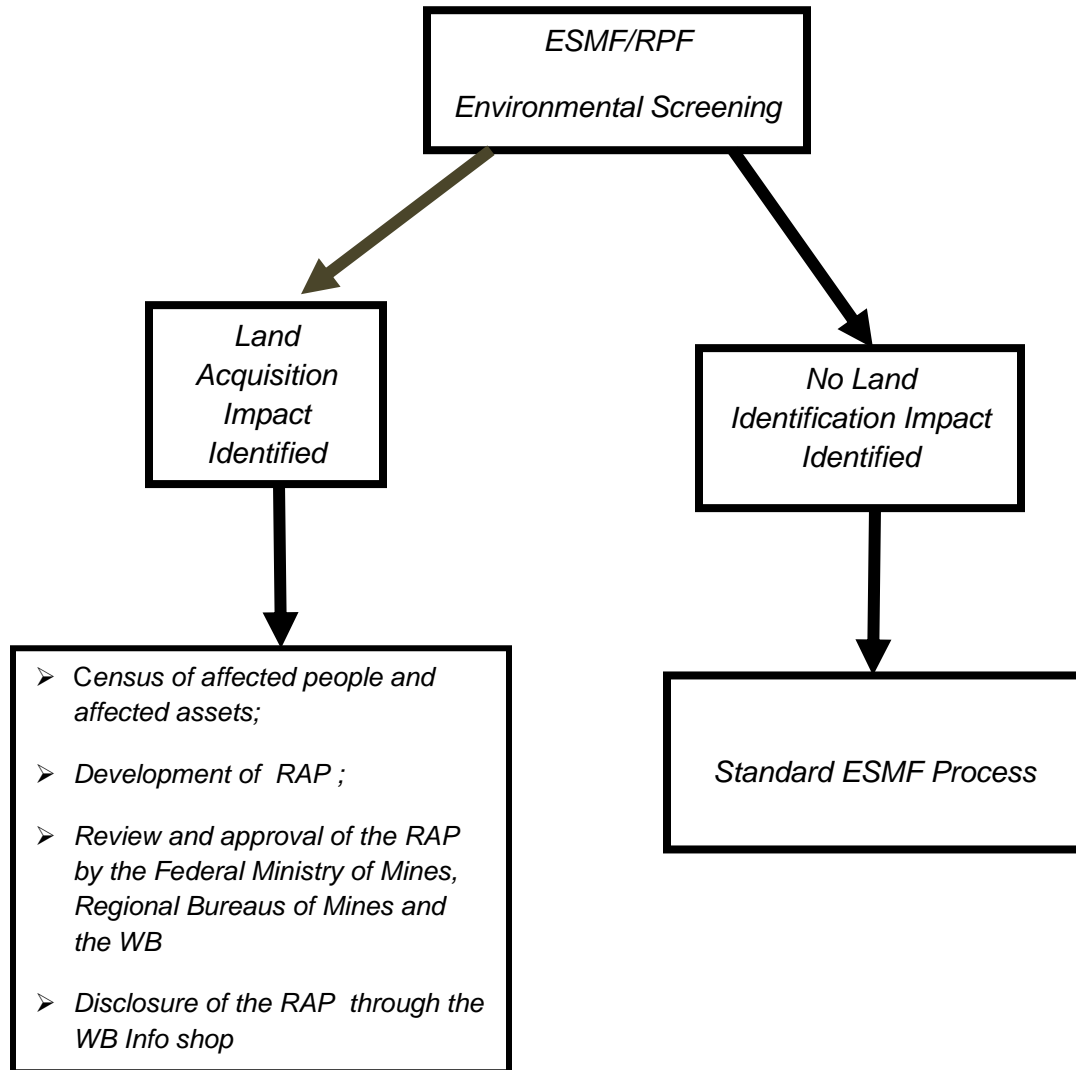 ESMF/RPF
Environmental Screening
Land
Acquisition
Impact
Identified
No Land
Identification Impact
Identified
➢ Census of affected people and
affected assets;
➢ Development of  RAP ;
➢ Review and approval of the RAP
by the Federal Ministry of Mines,
Regional Bureaus of Mines and
the WB
➢ Disclosure of the RAP  through the
WB Info shop
Standard ESMF Process